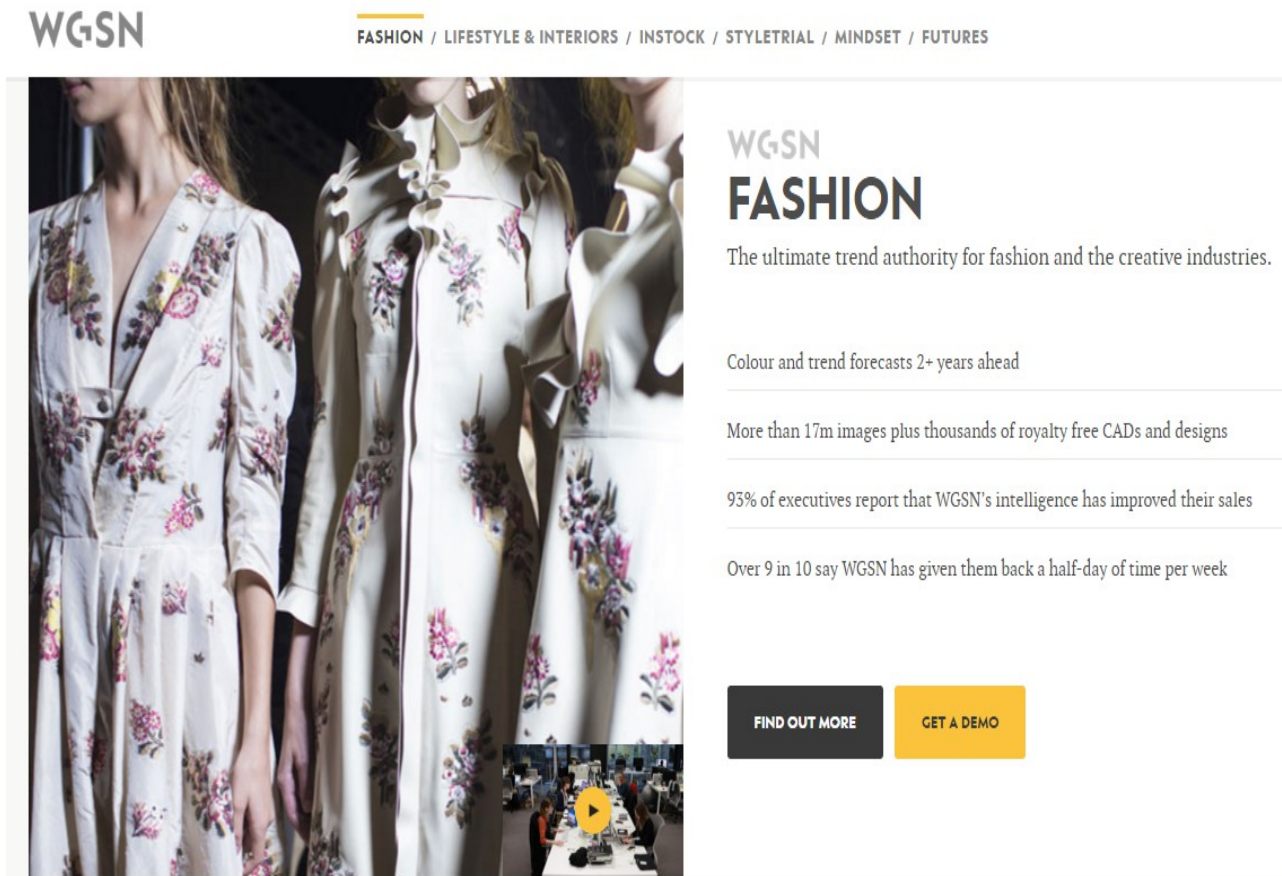 WGSN
FASHION / LIFESTYLE & INTERIORS / INSTOCK / STYLETRIAL / MINDSET / FUTURES
WGSN
FASHION
The ultimate trend authority for fashion and the creative industries.
Colour and trend forecasts 2+ years ahead
More than 17m images plus thousands of royalty free CADs and designs
93% of executives report that WGSN's intelligence has improved their sales
Over 9 in 10 say WGSN has given them back a half-day of time per week
FIND OUT MORE
GET A DEMO